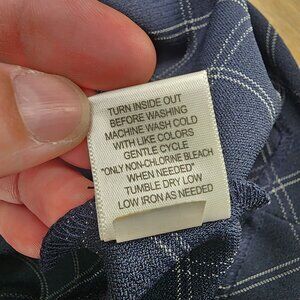 TURN INSIDE OUT
BEFORE WASHING
MACHINE WASH COLD
WITH LIKE COLORS
GENTLE CYCLE
"ONLY NON-CHLORINE BLEACH
WHEN NEEDED"
TUMBLE DRY LOW
LOW IRON AS NEEDED